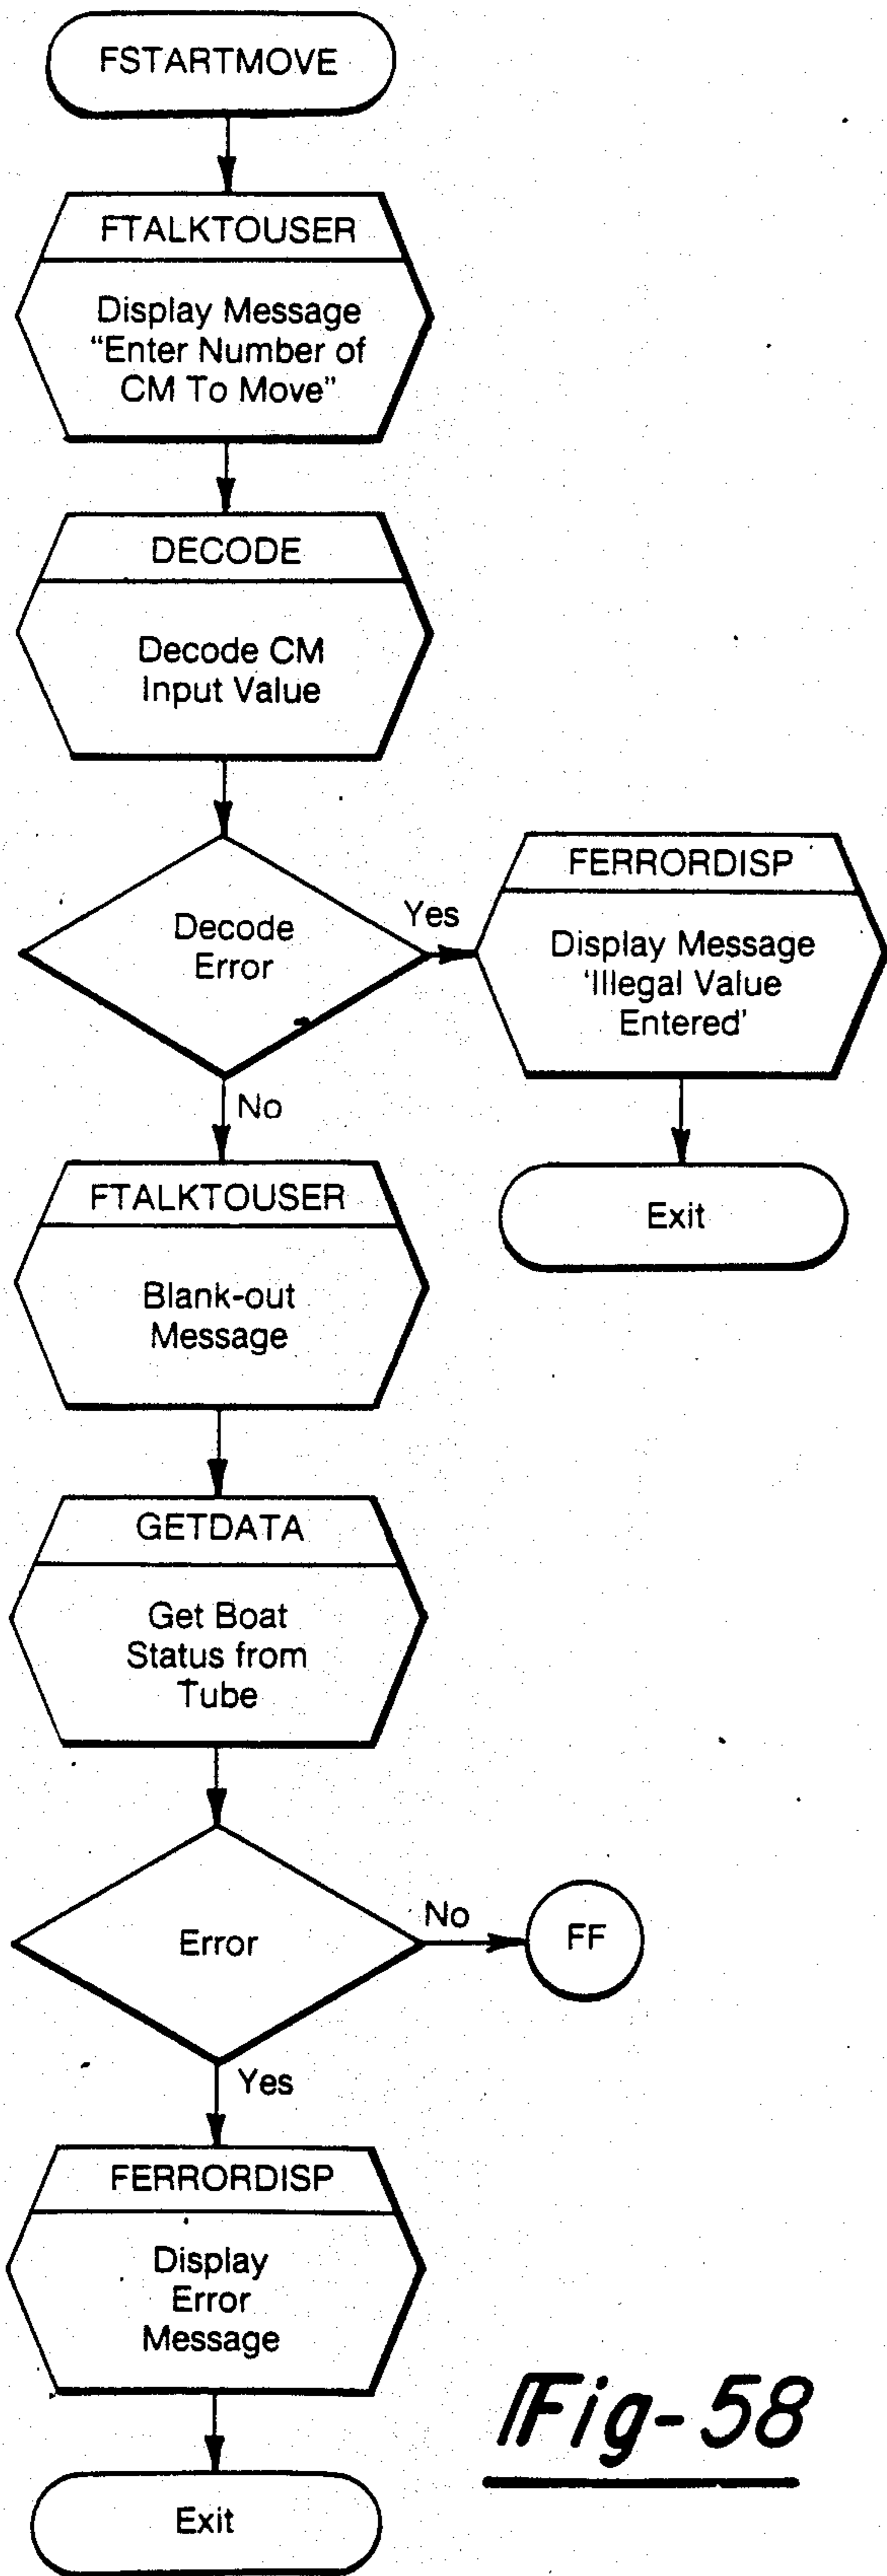 FSTARTMOVE
FTALKTOUSER
Display Message
“Enter Number of
CM To Move”
DECODE
Decode CM
Input Value
Decode
Error
Yes
FERRORDISP
Display Message
‘Illegal Value
Entered’
Exit
No
FTALKTOUSER
Blank-out
Message
GETDATA
Get Boat
Status from
Tube
Error
No
FF
Yes
FERRORDISP
Display
Error
Message
Exit
Fig-58